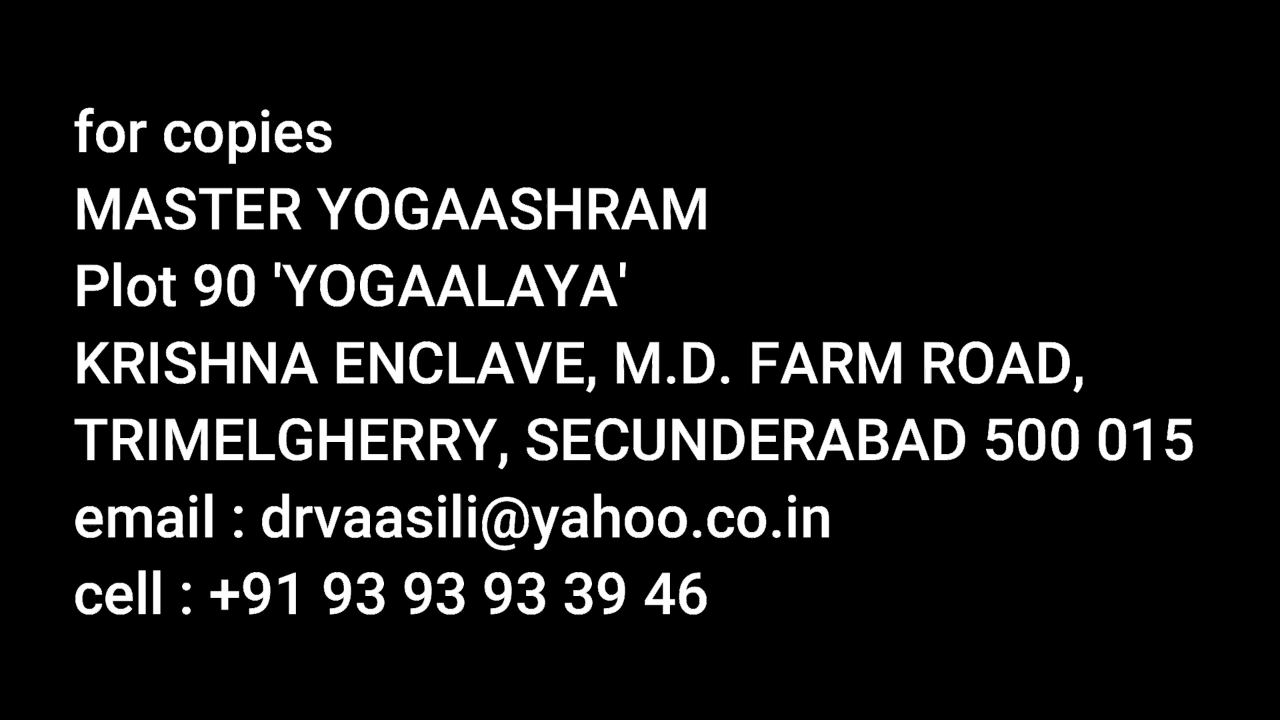 for copies
MASTER YOGAASHRAM
Plot 90 'YOGAALAYA'
KRISHNA ENCLAVE, M.D. FARM ROAD,
TRIMELGHERRY, SECUNDERABAD 500 015
email : drvaasili@yahoo.co.in
cell : +91 93 93 93 39 46